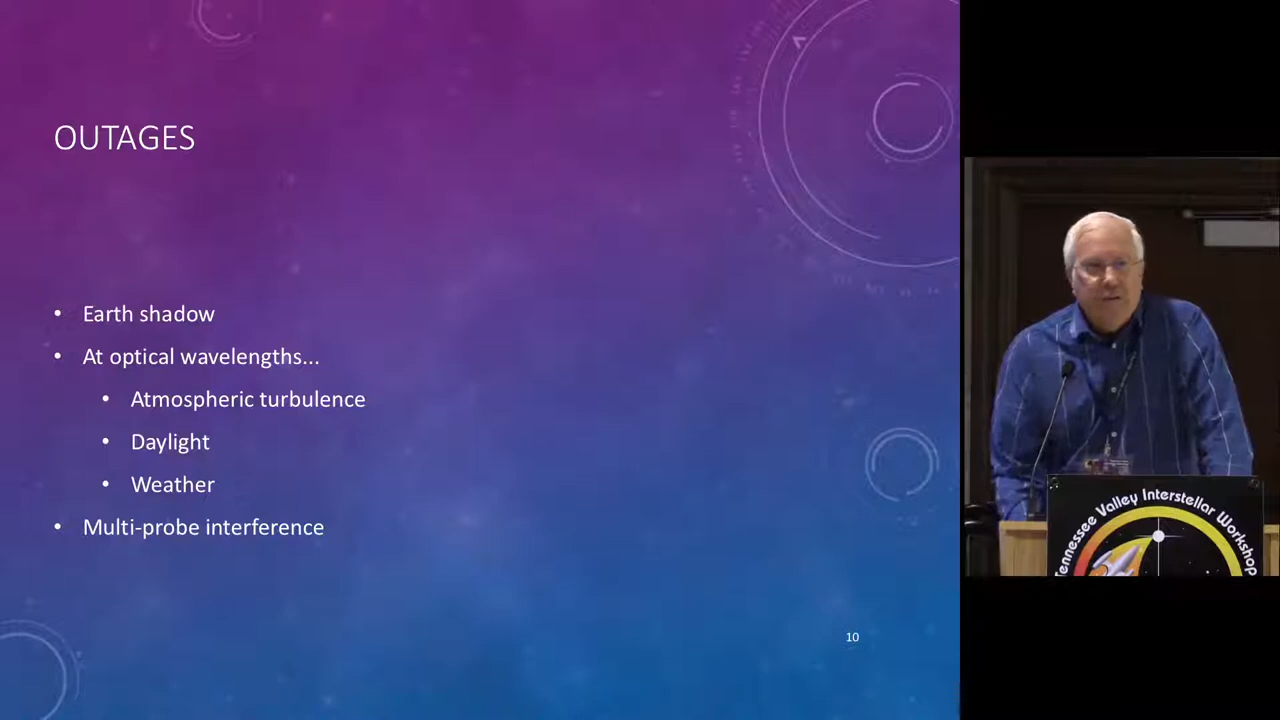 OUTAGES
• Earth shadow
• At optical wavelengths...
• Atmospheric turbulence
• Daylight
• Weather
• Multi-probe interference
10
Tennessee Valley Interstellar Workshop